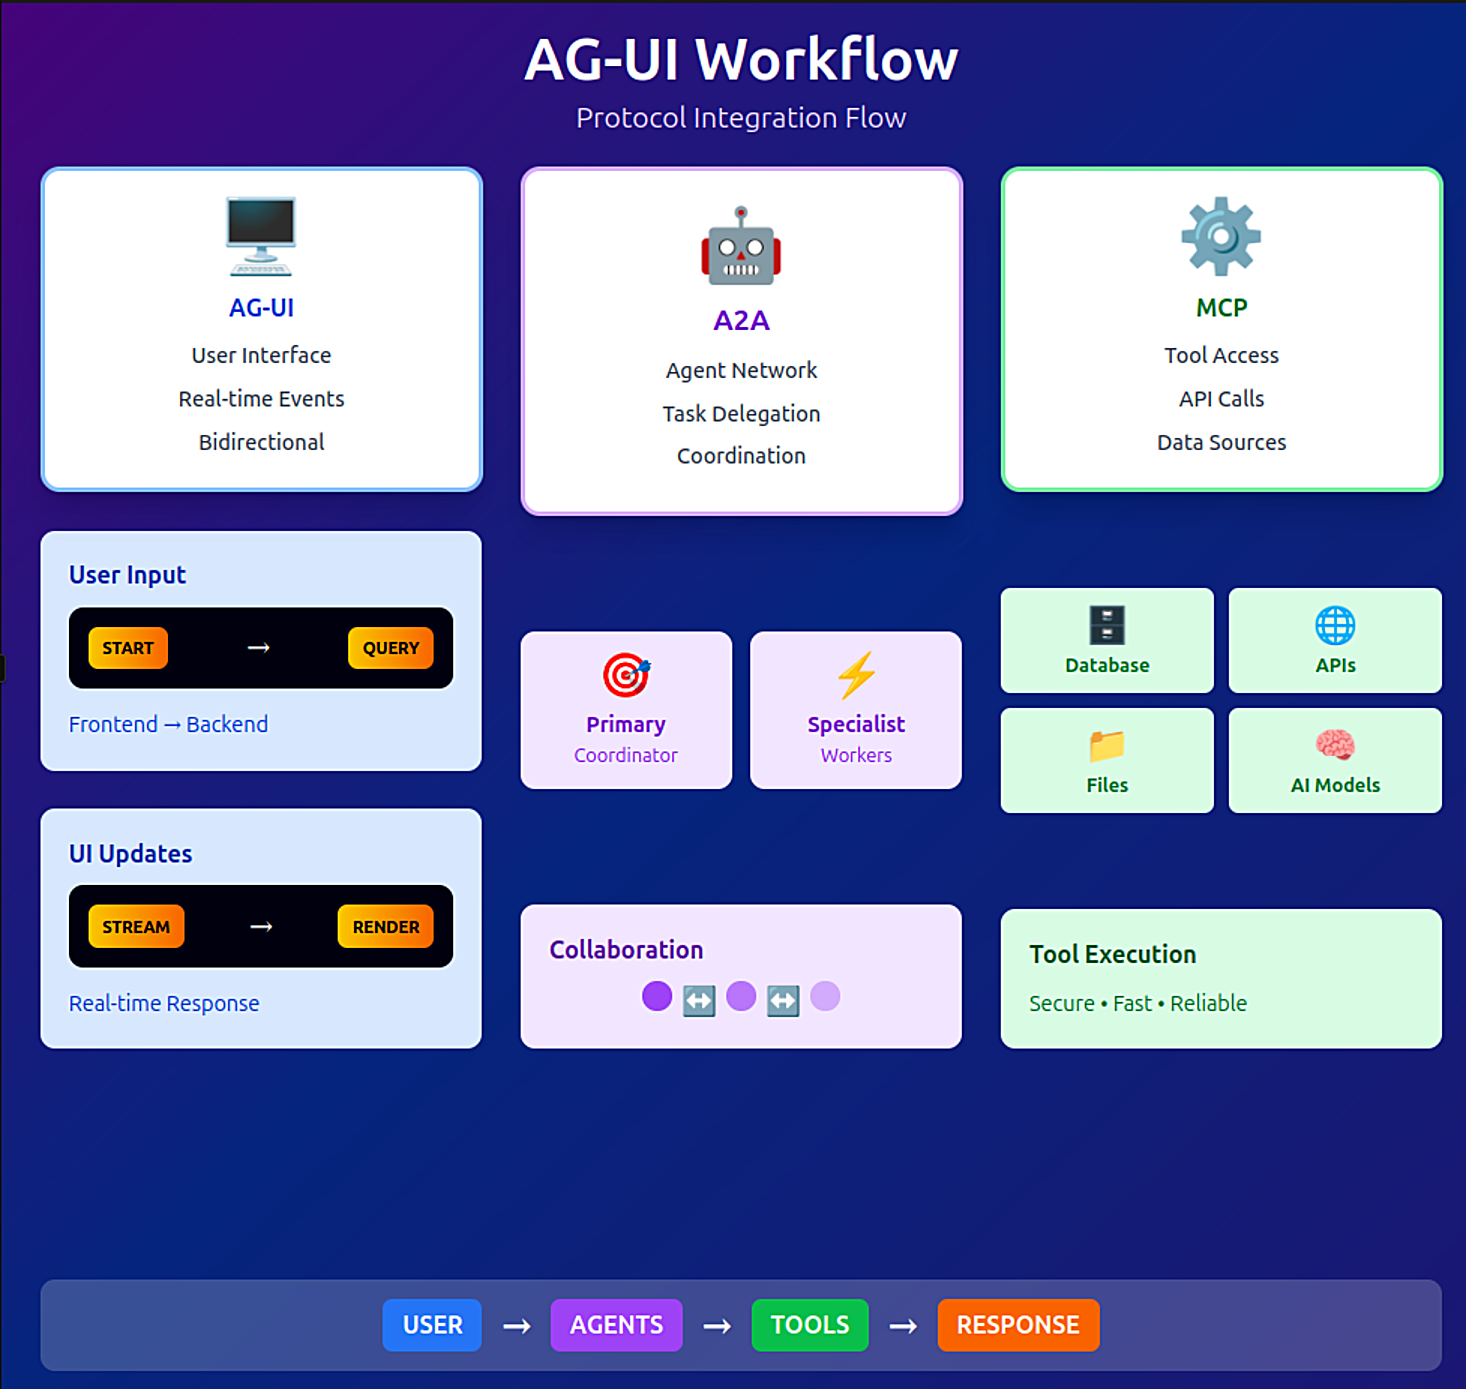 AG-UI Workflow
Protocol Integration Flow
AG-UI
User Interface
Real-time Events
Bidirectional
User Input
START → QUERY
Frontend → Backend
UI Updates
STREAM → RENDER
Real-time Response
A2A
Agent Network
Task Delegation
Coordination
Primary
Coordinator
Specialist
Workers
Collaboration
MCP
Tool Access
API Calls
Data Sources
Database
APIs
Files
AI Models
Tool Execution
Secure • Fast • Reliable
USER → AGENTS → TOOLS → RESPONSE